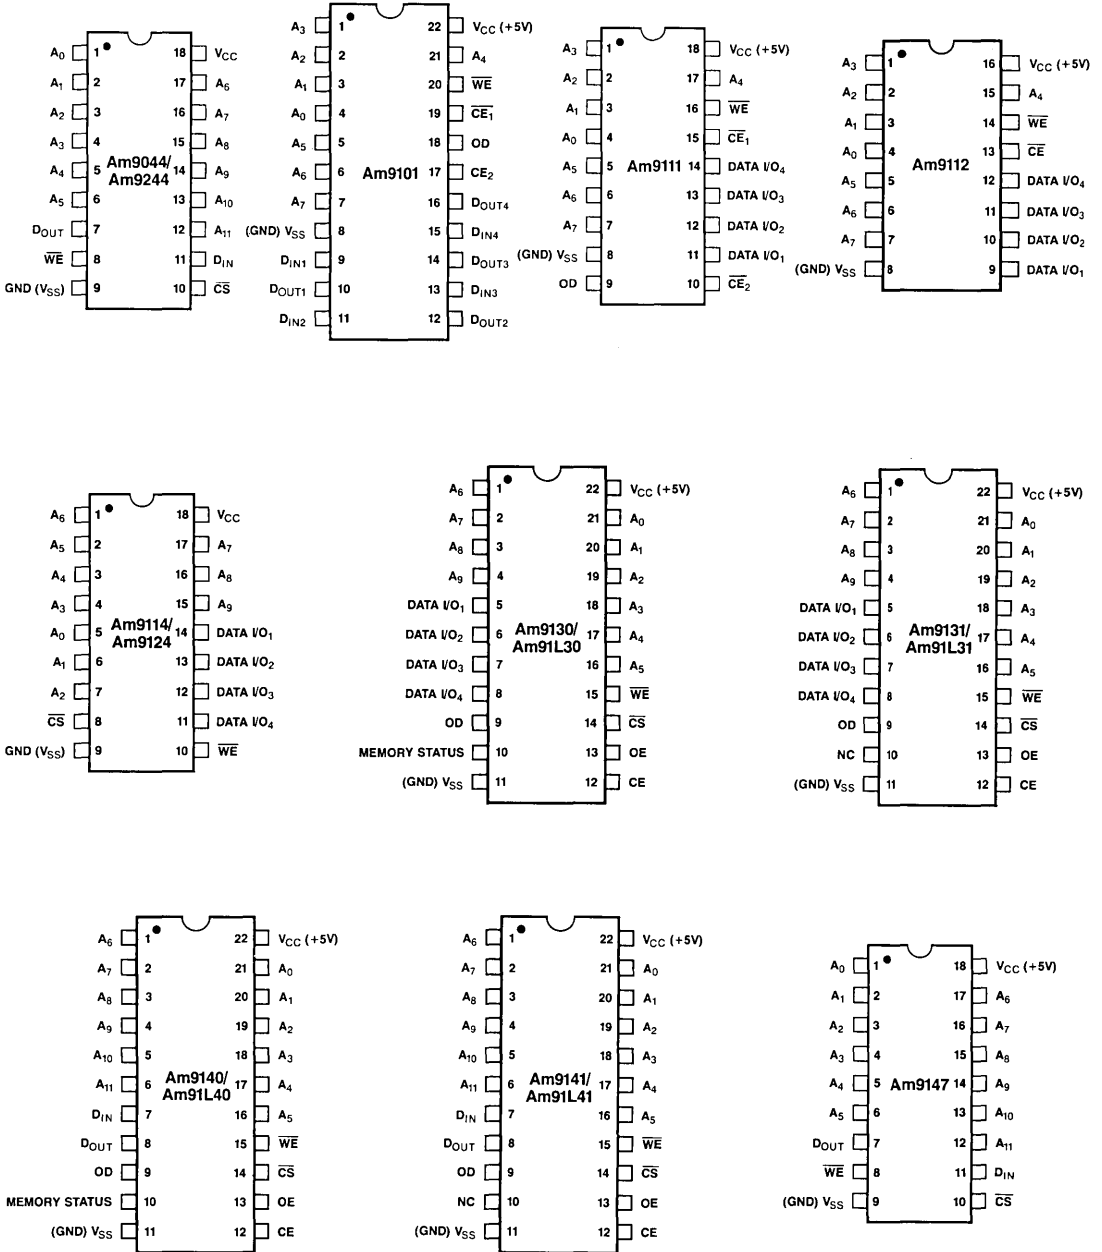 A0 1 18 VCC
A1 2 17 A6
A2 3 16 A7
A3 4 15 A8
A4 5 Am9044/ Am9244 14 A9
A5 6 13 A10
DOUT 7 12 A11
W̅E̅ 8 11 DIN
GND (VSS) 9 10 C̅S̅
A3 1 22 VCC (+5V)
A2 2 21 A4
A1 3 20 W̅E̅
A0 4 19 C̅E̅1
A5 5 18 OD
A6 6 Am9101 17 CE2
A7 7 16 DOUT4
(GND) VSS 8 15 DIN4
DIN1 9 14 DOUT3
DOUT1 10 13 DIN3
DIN2 11 12 DOUT2
A3 1 18 VCC (+5V)
A2 2 17 A4
A1 3 16 W̅E̅
A0 4 15 C̅E̅1
A5 5 Am9111 14 DATA I/O4
A6 6 13 DATA I/O3
A7 7 12 DATA I/O2
(GND) VSS 8 11 DATA I/O1
OD 9 10 C̅E̅2
A3 1 16 VCC (+5V)
A2 2 15 A4
A1 3 14 W̅E̅
A0 4 Am9112 13 C̅E̅
A5 5 12 DATA I/O4
A6 6 11 DATA I/O3
A7 7 10 DATA I/O2
(GND) VSS 8 9 DATA I/O1
A6 1 18 VCC
A5 2 17 A7
A4 3 16 A8
A3 4 15 A9
A0 5 Am9114/ Am9124 14 DATA I/O1
A1 6 13 DATA I/O2
A2 7 12 DATA I/O3
C̅S̅ 8 11 DATA I/O4
GND (VSS) 9 10 W̅E̅
A6 1 22 VCC (+5V)
A7 2 21 A0
A8 3 20 A1
A9 4 19 A2
DATA I/O1 5 18 A3
DATA I/O2 6 Am9130/ Am91L30 17 A4
DATA I/O3 7 16 A5
DATA I/O4 8 15 W̅E̅
OD 9 14 C̅S̅
MEMORY STATUS 10 13 OE
(GND) VSS 11 12 CE
A6 1 22 VCC (+5V)
A7 2 21 A0
A8 3 20 A1
A9 4 19 A2
DATA I/O1 5 18 A3
DATA I/O2 6 Am9131/ Am91L31 17 A4
DATA I/O3 7 16 A5
DATA I/O4 8 15 W̅E̅
OD 9 14 C̅S̅
NC 10 13 OE
(GND) VSS 11 12 CE
A6 1 22 VCC (+5V)
A7 2 21 A0
A8 3 20 A1
A9 4 19 A2
A10 5 18 A3
A11 6 Am9140/ Am91L40 17 A4
DIN 7 16 A5
DOUT 8 15 W̅E̅
OD 9 14 C̅S̅
MEMORY STATUS 10 13 OE
(GND) VSS 11 12 CE
A6 1 22 VCC (+5V)
A7 2 21 A0
A8 3 20 A1
A9 4 19 A2
A10 5 18 A3
A11 6 Am9141/ Am91L41 17 A4
DIN 7 16 A5
DOUT 8 15 W̅E̅
OD 9 14 C̅S̅
NC 10 13 OE
(GND) VSS 11 12 CE
A0 1 18 VCC (+5V)
A1 2 17 A6
A2 3 16 A7
A3 4 15 A8
A4 5 Am9147 14 A9
A5 6 13 A10
DOUT 7 12 A11
W̅E̅ 8 11 DIN
(GND) VSS 9 10 C̅S̅